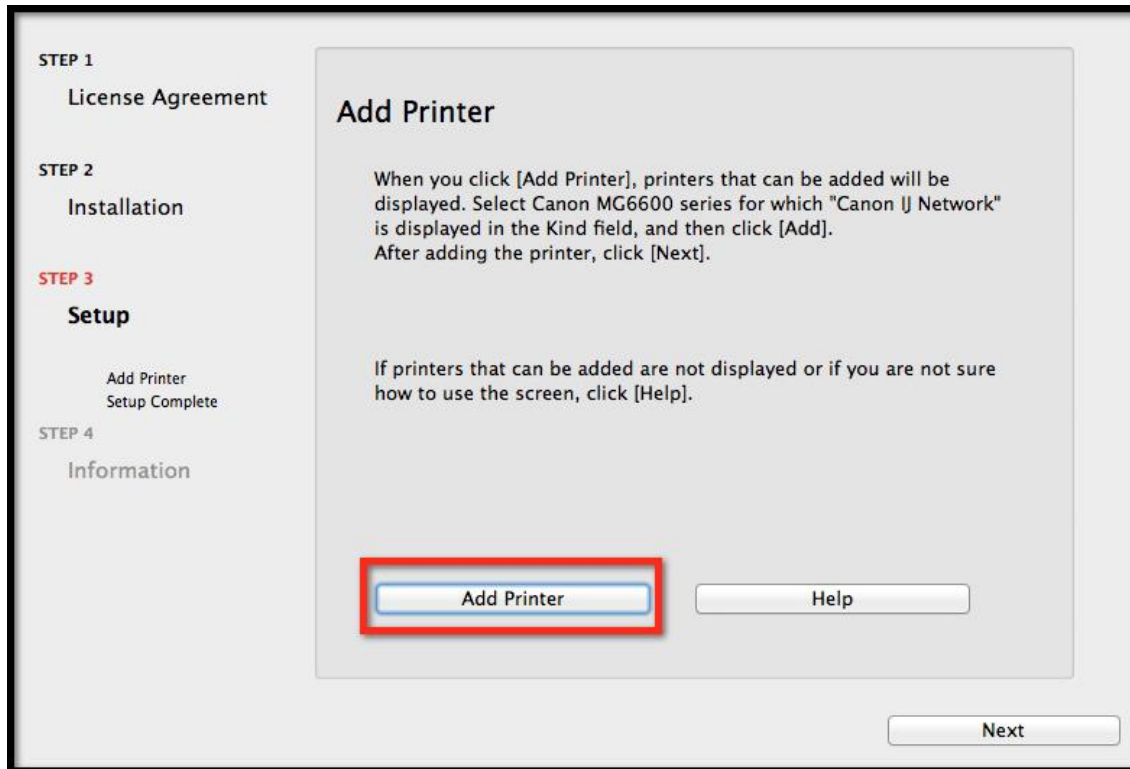 STEP 1
License Agreement
STEP 2
Installation
STEP 3
Setup
Add Printer
Setup Complete
STEP 4
Information
Add Printer
When you click [Add Printer], printers that can be added will be
displayed. Select Canon MG6600 series for which "Canon IJ Network"
is displayed in the Kind field, and then click [Add].
After adding the printer, click [Next].
If printers that can be added are not displayed or if you are not sure
how to use the screen, click [Help].
Add Printer
Help
Next